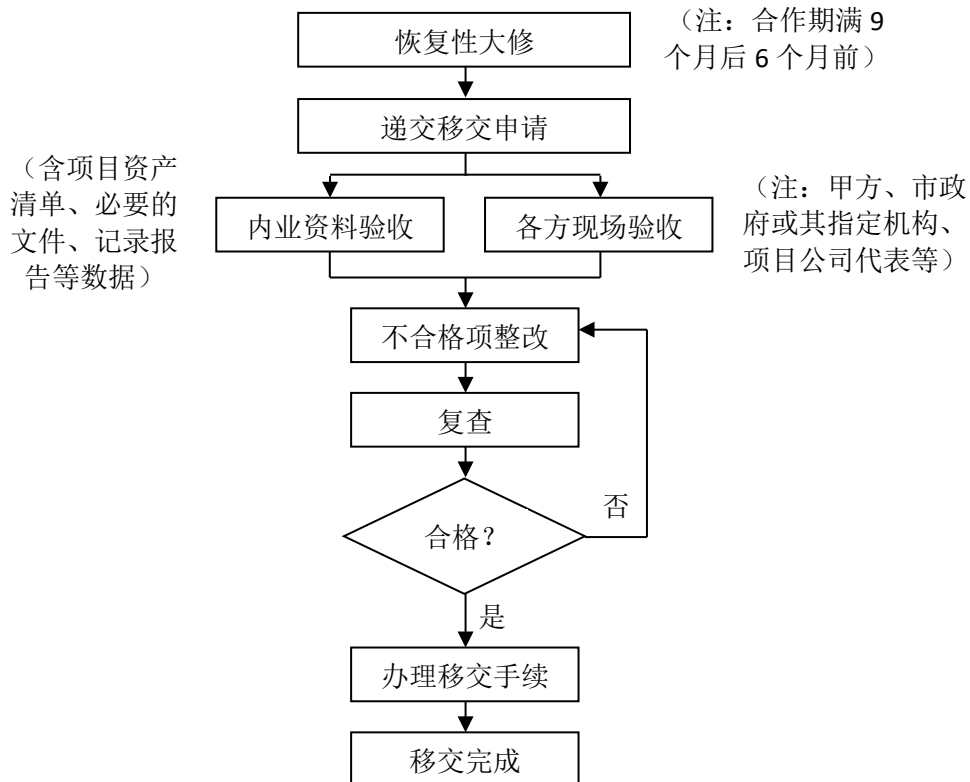 恢复性大修
（注：合作期满 9
个月后 6 个月前）
递交移交申请
（含项目资产
清单、必要的
文件、记录报
告等数据）
内业资料验收
各方现场验收
（注：甲方、市政
府或其指定机构、
项目公司代表等）
不合格项整改
复查
合格？
否
是
办理移交手续
移交完成